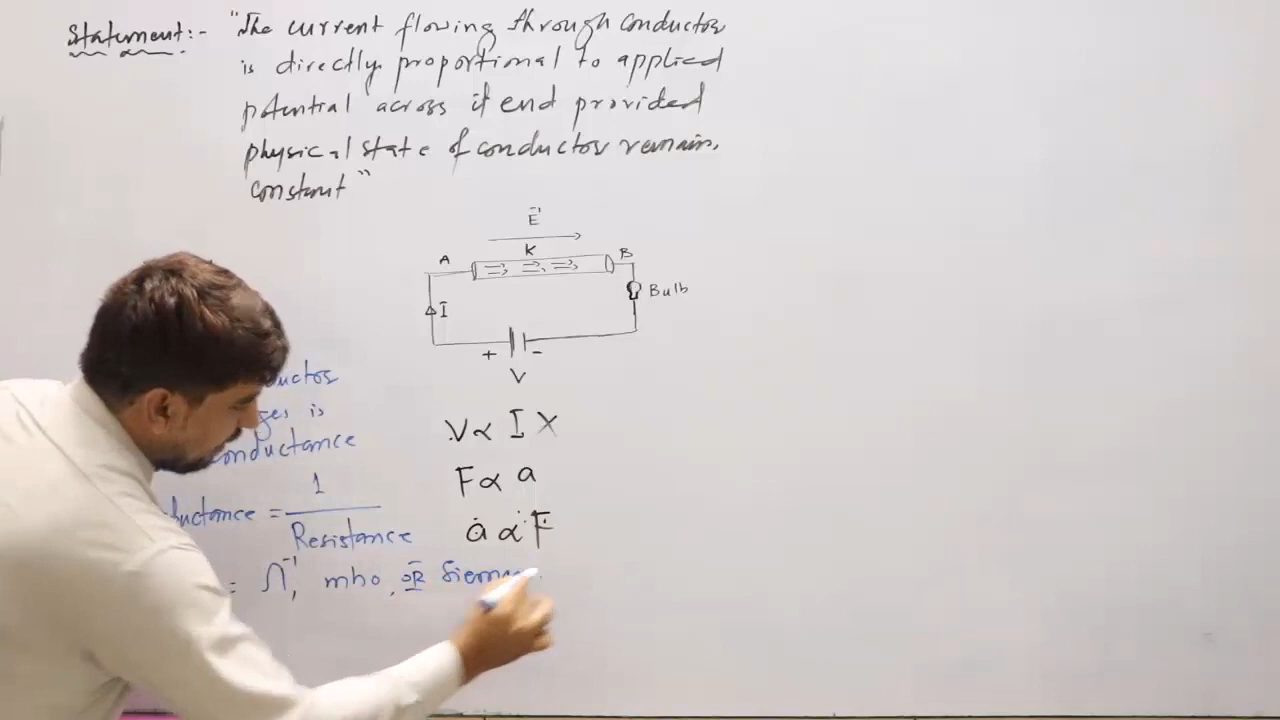 Statement:- "The current flowing through conductor
is directly proportional to applied
potential across it end provided
physical state of conductor remain.
constant"
E
K
A
B
I
Bulb
+ -
V
V ∝ I X
F ∝ a
a ∝ F
is
conductance = 1 / Resistance
= Ω⁻¹, mho, OR